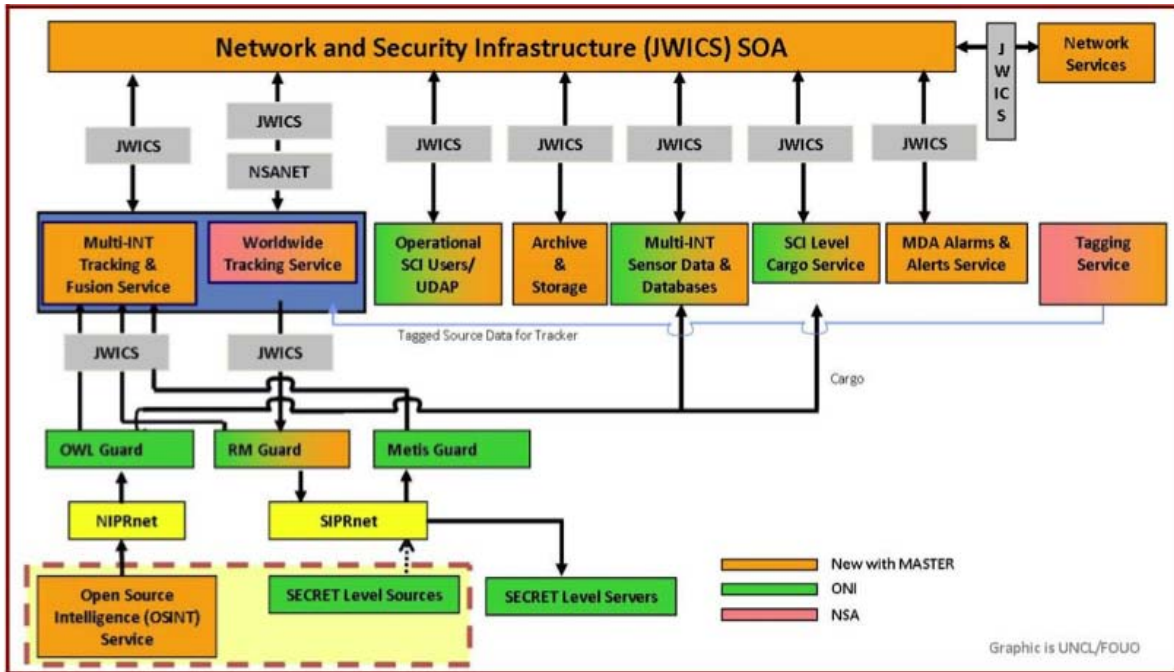 Network and Security Infrastructure (JWICS) SOA
J
W
IC
S
Network
Services
JWICS
JWICS
NSANET
JWICS
JWICS
JWICS
JWICS
JWICS
Multi-INT
Tracking &
Fusion Service
Worldwide
Tracking Service
Operational
SCI Users/
UDAP
Archive
&
Storage
Multi-INT
Sensor Data &
Databases
SCI Level
Cargo Service
MDA Alarms &
Alerts Service
Tagging
Service
Tagged Source Data for Tracker
JWICS
JWICS
Cargo
OWL Guard
RM Guard
Metis Guard
NIPRnet
SIPRnet
Open Source
Intelligence (OSINT)
Service
SECRET Level Sources
SECRET Level Servers
New with MASTER
ONI
NSA
Graphic is UNCL/FOUO